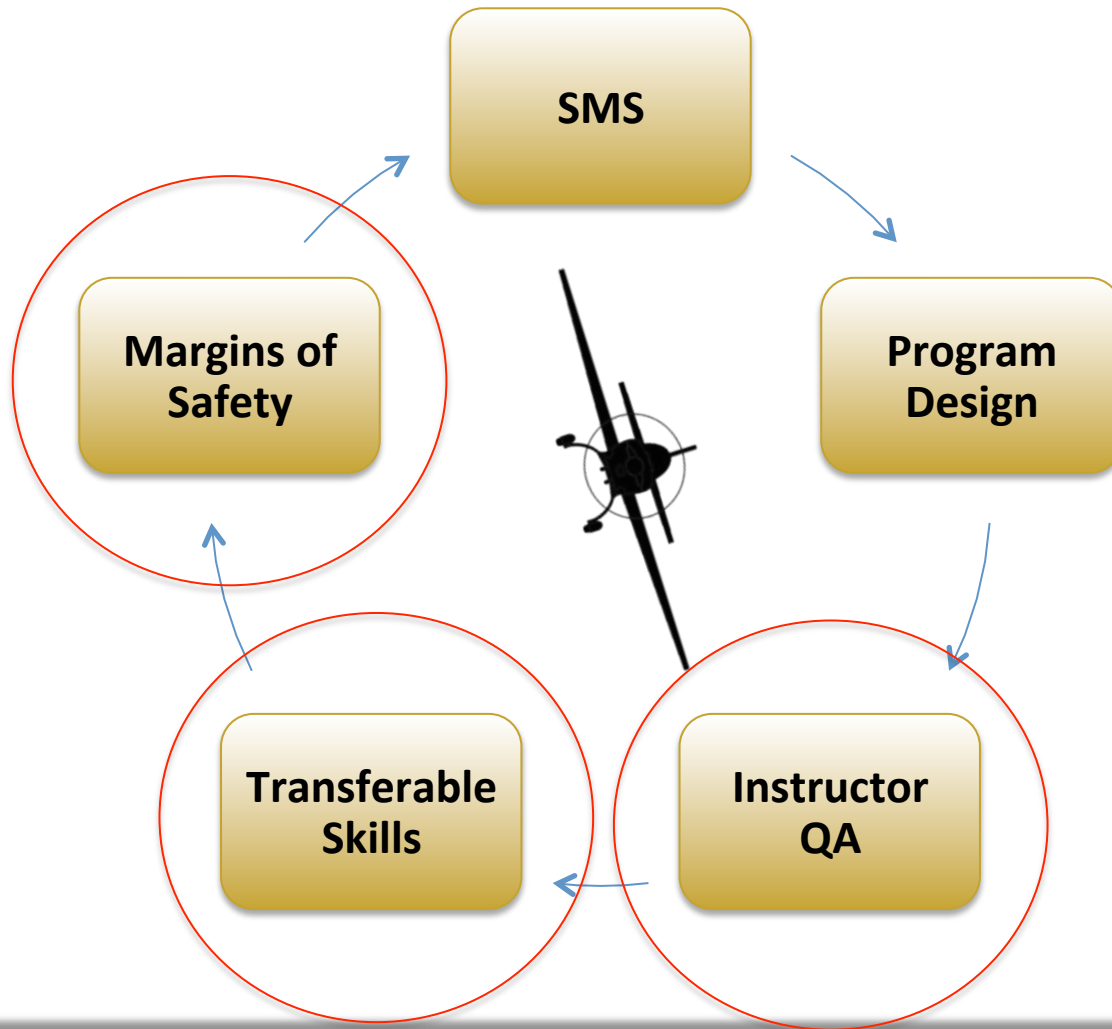 SMS
Margins of
Safety
Program
Design
Transferable
Skills
Instructor
QA